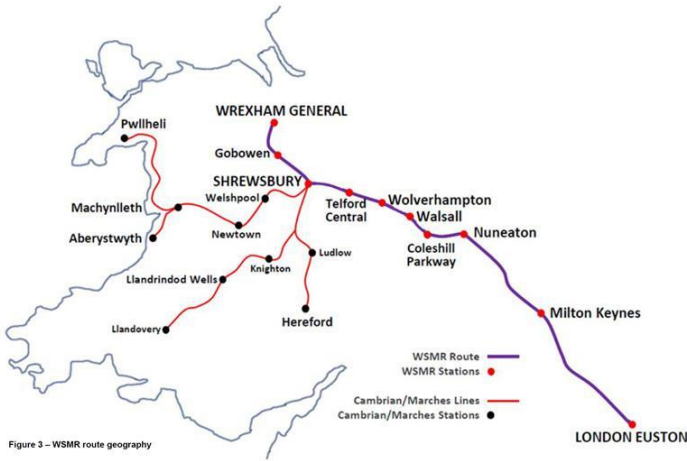 WREXHAM GENERAL
Pwllheli
Gobowen
SHREWSBURY
Welshpool
Telford
Central
Wolverhampton
Walsall
Machynlleth
Newtown
Nuneaton
Coleshill
Parkway
Aberystwyth
Ludlow
Knighton
Llandrindod Wells
Llandovery
Hereford
Milton Keynes
WSMR Route
WSMR Stations
Cambrian/Marches Lines
Cambrian/Marches Stations
LONDON EUSTON
Figure 3 – WSMR route geography